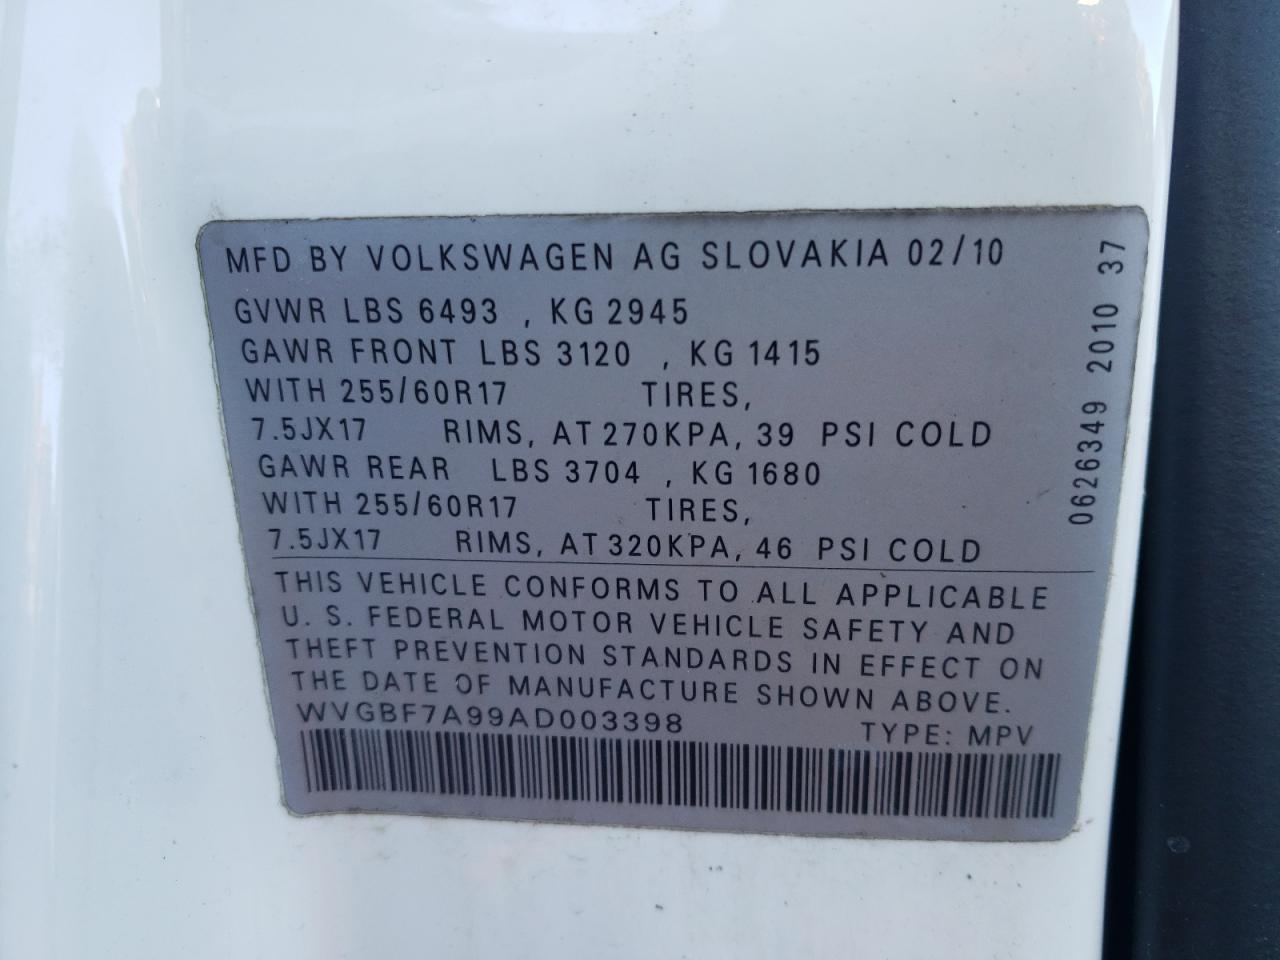 MFD BY VOLKSWAGEN AG SLOVAKIA 02/10
GVWR LBS 6493 , KG 2945
GAWR FRONT LBS 3120 , KG 1415
WITH 255/60R17 TIRES,
7.5JX17 RIMS, AT 270KPA, 39 PSI COLD
GAWR REAR LBS 3704 , KG 1680
WITH 255/60R17 TIRES,
7.5JX17 RIMS, AT 320KPA, 46 PSI COLD
THIS VEHICLE CONFORMS TO ALL APPLICABLE
U. S. FEDERAL MOTOR VEHICLE SAFETY AND
THEFT PREVENTION STANDARDS IN EFFECT ON
THE DATE OF MANUFACTURE SHOWN ABOVE.
WVGBF7A99AD003398 TYPE: MPV
0626349 2010 37